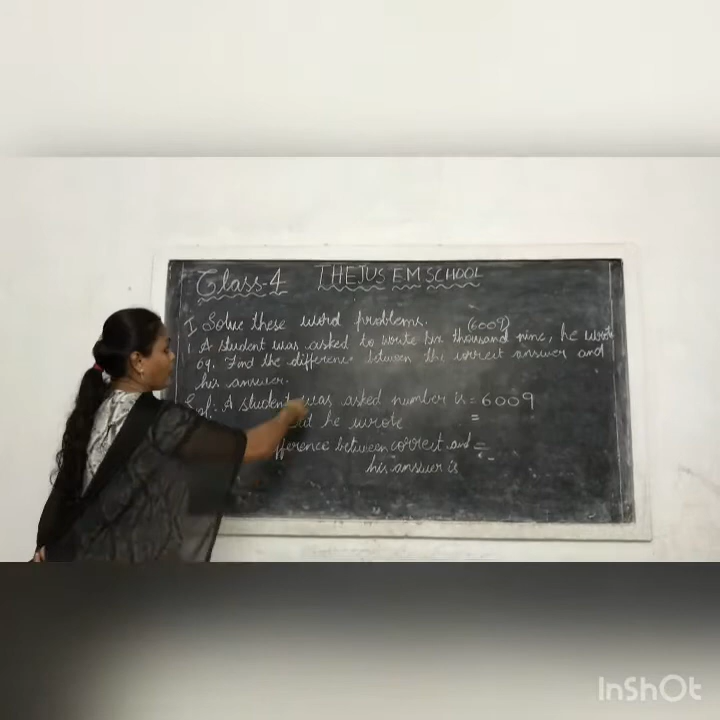 Class-4 THEJUS EM SCHOOL
I Solve these word problems.
(6009)
1. A student was asked to write six thousand nine, he wrote
69. Find the difference between the correct answer and
his answer.
Sol: A student was asked number is = 6009
he wrote =
fference between correct and =
his answer is
InShOt